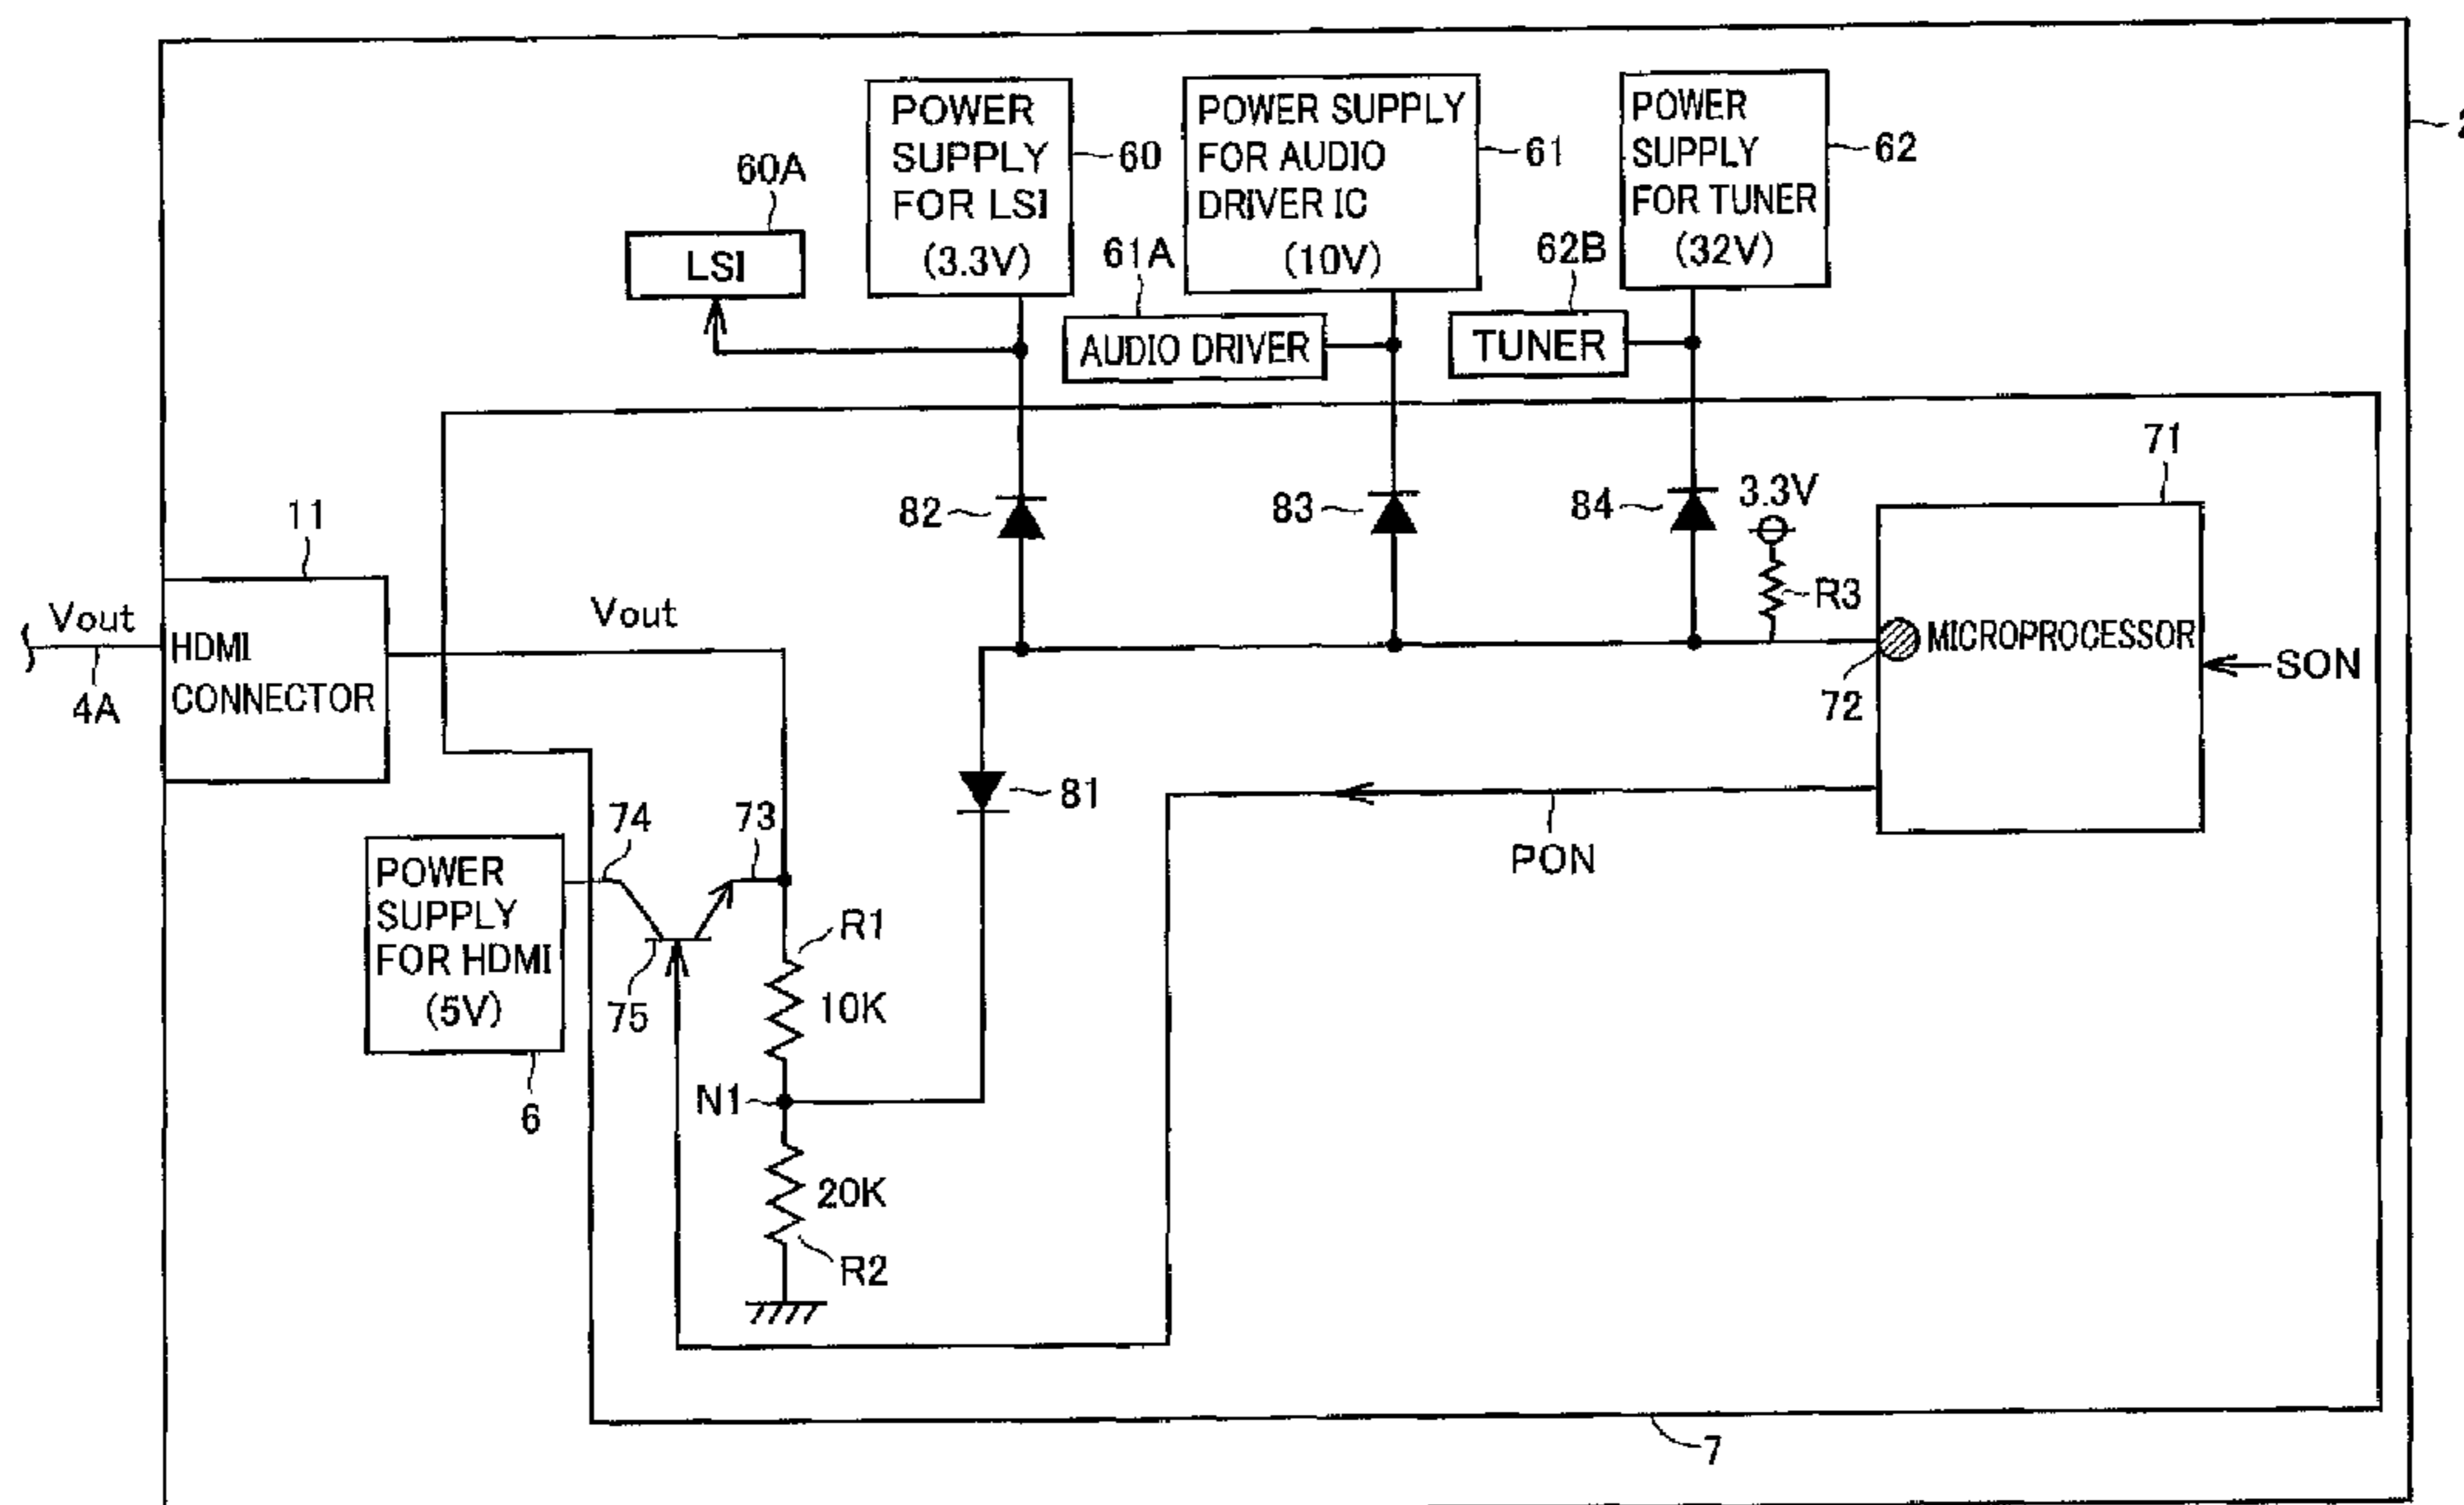 POWER
SUPPLY
FOR LSI
(3.3V)
60
POWER SUPPLY
FOR AUDIO
DRIVER IC
(10V)
61
POWER
SUPPLY
FOR TUNER
(32V)
62
60A
LSI
61A
AUDIO DRIVER
62B
TUNER
82
83
84
3.3V
R3
71
MICROPROCESSOR
72
SON
11
Vout
HDMI
CONNECTOR
4A
Vout
81
PON
74
73
75
POWER
SUPPLY
FOR HDMI
(5V)
6
R1
10K
N1
20K
R2
7